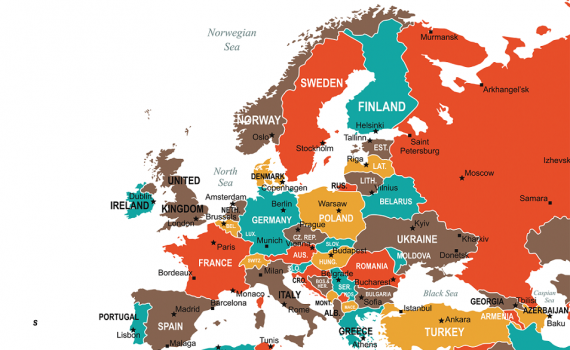 Norwegian
Sea
Murmansk
SWEDEN
Arkhangel'sk
FINLAND
NORWAY
Helsinki
Oslo
Saint
Petersburg
Tallinn
Stockholm
EST.
Izhevs
North
Sea
Riga
LAT.
Moscow
DENMARK
Copenhagen
LITH.
Vilnius
RUS.
Samara
UNITED
KINGDOM
Dublin
IRELAND
London
Amsterdam
NETH.
Berlin
Warsaw
POLAND
BELARUS
Brussels
BEL.
GERMANY
LUX.
Prague
CZ. REP.
Kyiv
UKRAINE
Kharxiv
Donetsk
Paris
Munich
Vienna
SLOV.
Budapest
MOLDOVA
FRANCE
SWITZ.
AUS.
HUNG.
ROMANIA
Bordeaux
Milan
CRO.
Belgrade
Bucharest
BOS.&
HER.
SER.
Monaco
ITALY
MONT.
KOS.
BULGARIA
Sofia
Black Sea
GEORGIA
Tbilisi
Caspian
Sea
Barcelona
Rome
ALB.
Istanbul
ARMENIA
AZERBAIJAN
Baku
PORTUGAL
Madrid
Ankara
TURKEY
Lisbon
SPAIN
GREECE
Athens
Malaga
Tunis
s